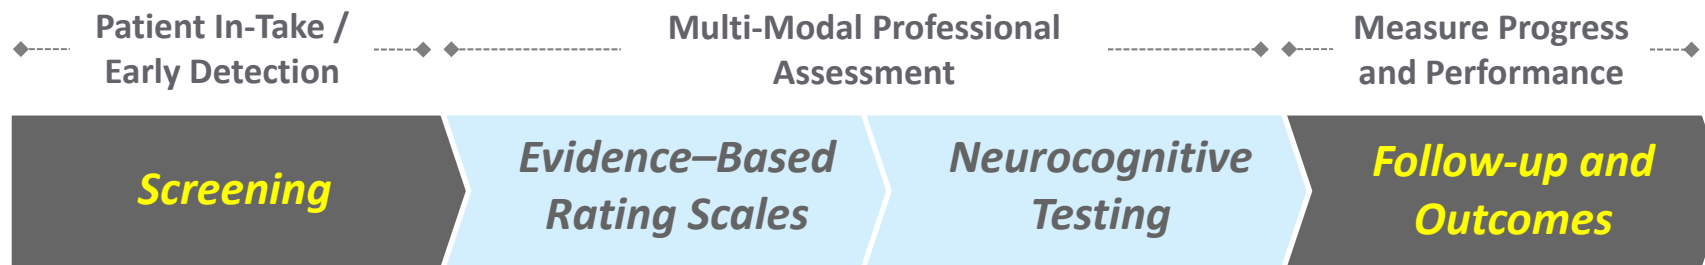 Patient In-Take /
Early Detection
Multi-Modal Professional
Assessment
Measure Progress
and Performance
Screening
Evidence–Based
Rating Scales
Neurocognitive
Testing
Follow-up and
Outcomes